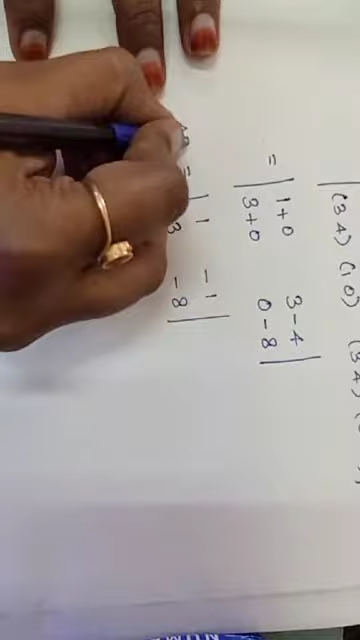 (3 4) (1 0) (3 4)
1+0 3-4
= 3+0 0-8
1 -1
= 3 -8